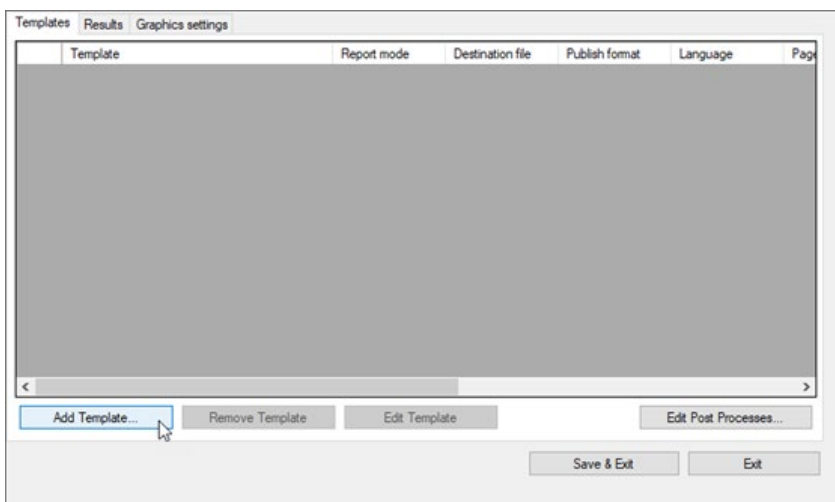 Templates Results Graphics settings
Template Report mode Destination file Publish format Language Page
Add Template... Remove Template Edit Template Edit Post Processes...
Save & Exit Exit